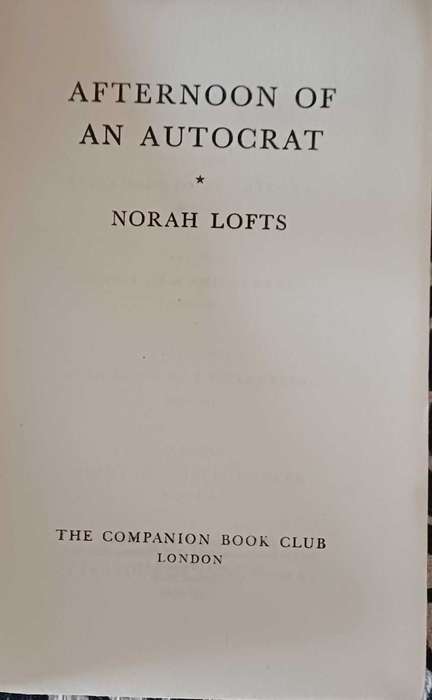 AFTERNOON OF
AN AUTOCRAT
★
NORAH LOFTS
THE COMPANION BOOK CLUB
LONDON